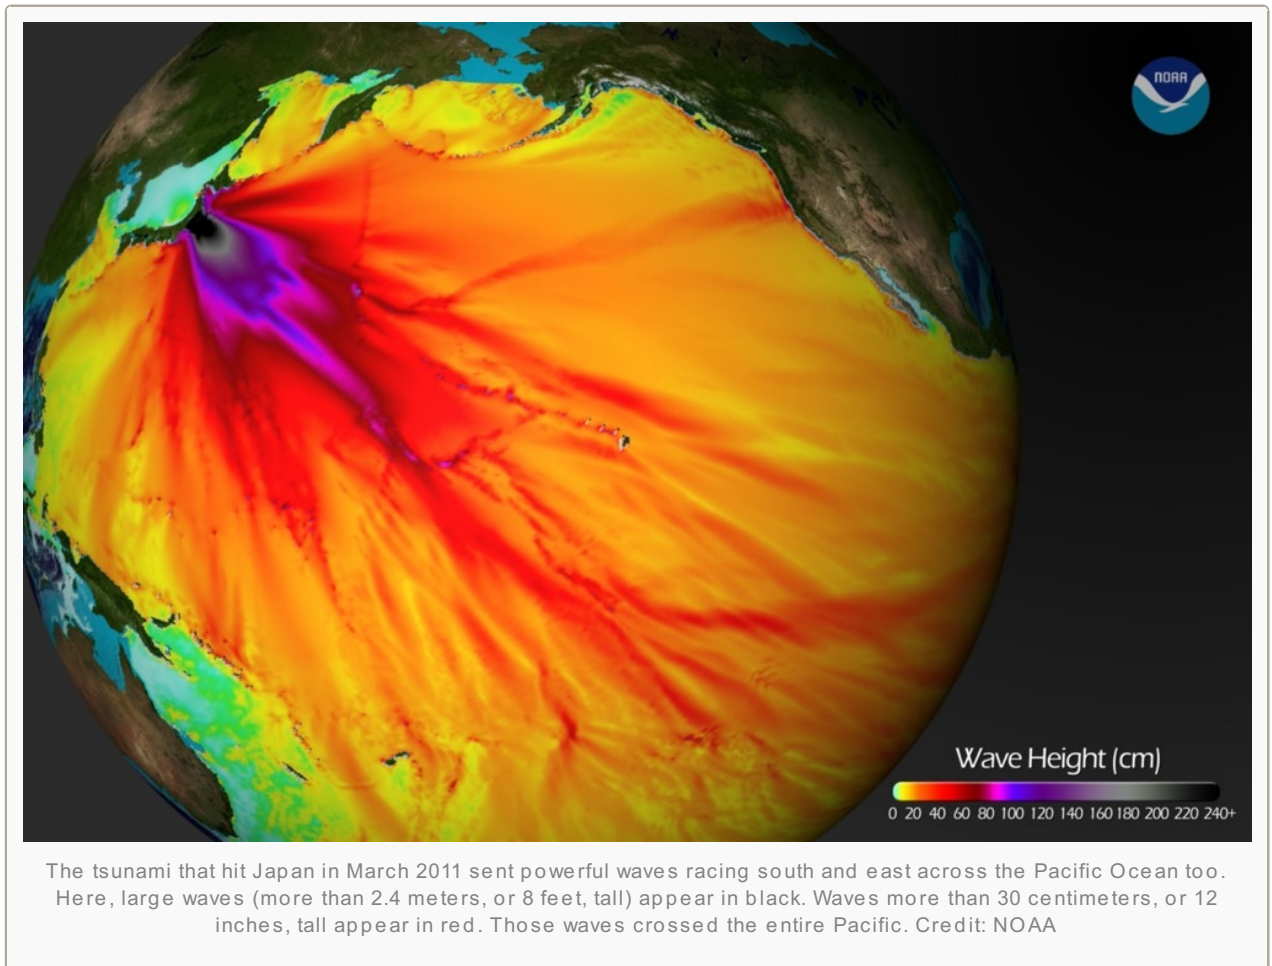 NOAA
Wave Height (cm)
0 20 40 60 80 100 120 140 160 180 200 220 240+
The tsunami that hit Japan in March 2011 sent powerful waves racing south and east across the Pacific Ocean too.
Here, large waves (more than 2.4 meters, or 8 feet, tall) appear in black. Waves more than 30 centimeters, or 12
inches, tall appear in red. Those waves crossed the entire Pacific. Credit: NOAA